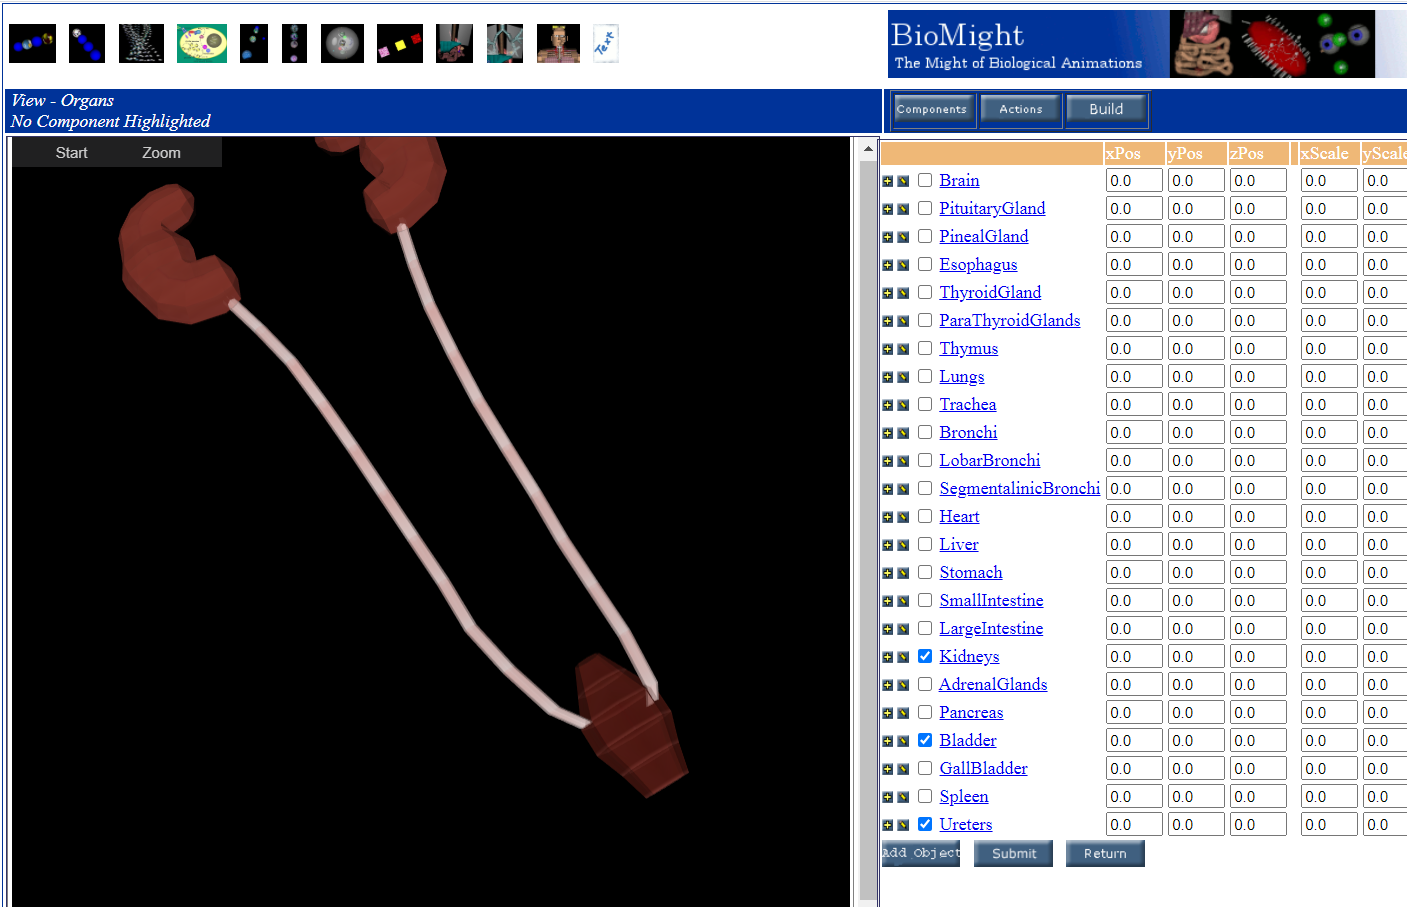 Text
BioMight
The Might of Biological Animations
View - Organs
No Component Highlighted
Components Actions Build
Start Zoom
xPos yPos zPos xScale yScale
Brain 0.0 0.0 0.0 0.0 0.0
PituitaryGland 0.0 0.0 0.0 0.0 0.0
PinealGland 0.0 0.0 0.0 0.0 0.0
Esophagus 0.0 0.0 0.0 0.0 0.0
ThyroidGland 0.0 0.0 0.0 0.0 0.0
ParaThyroidGlands 0.0 0.0 0.0 0.0 0.0
Thymus 0.0 0.0 0.0 0.0 0.0
Lungs 0.0 0.0 0.0 0.0 0.0
Trachea 0.0 0.0 0.0 0.0 0.0
Bronchi 0.0 0.0 0.0 0.0 0.0
LobarBronchi 0.0 0.0 0.0 0.0 0.0
SegmentalinicBronchi 0.0 0.0 0.0 0.0 0.0
Heart 0.0 0.0 0.0 0.0 0.0
Liver 0.0 0.0 0.0 0.0 0.0
Stomach 0.0 0.0 0.0 0.0 0.0
SmallIntestine 0.0 0.0 0.0 0.0 0.0
LargeIntestine 0.0 0.0 0.0 0.0 0.0
Kidneys 0.0 0.0 0.0 0.0 0.0
AdrenalGlands 0.0 0.0 0.0 0.0 0.0
Pancreas 0.0 0.0 0.0 0.0 0.0
Bladder 0.0 0.0 0.0 0.0 0.0
GallBladder 0.0 0.0 0.0 0.0 0.0
Spleen 0.0 0.0 0.0 0.0 0.0
Ureters 0.0 0.0 0.0 0.0 0.0
Add Object Submit Return